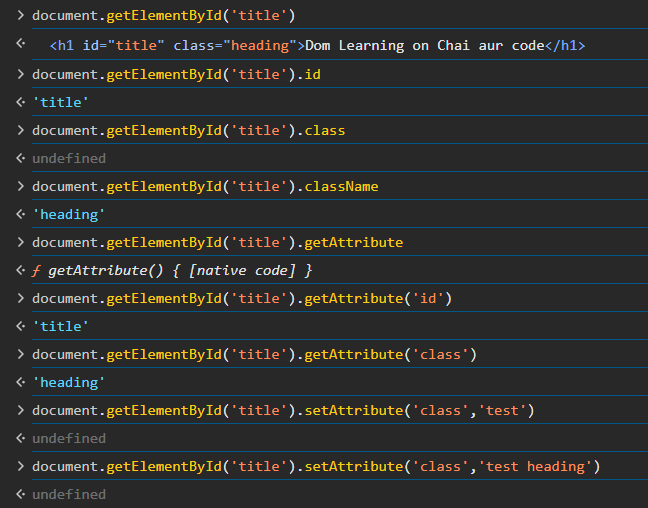 document.getElementById('title')
<h1 id="title" class="heading">Dom Learning on Chai aur code</h1>
document.getElementById('title').id
'title'
document.getElementById('title').class
undefined
document.getElementById('title').className
'heading'
document.getElementById('title').getAttribute
ƒ getAttribute() { [native code] }
document.getElementById('title').getAttribute('id')
'title'
document.getElementById('title').getAttribute('class')
'heading'
document.getElementById('title').setAttribute('class','test')
undefined
document.getElementById('title').setAttribute('class','test heading')
undefined